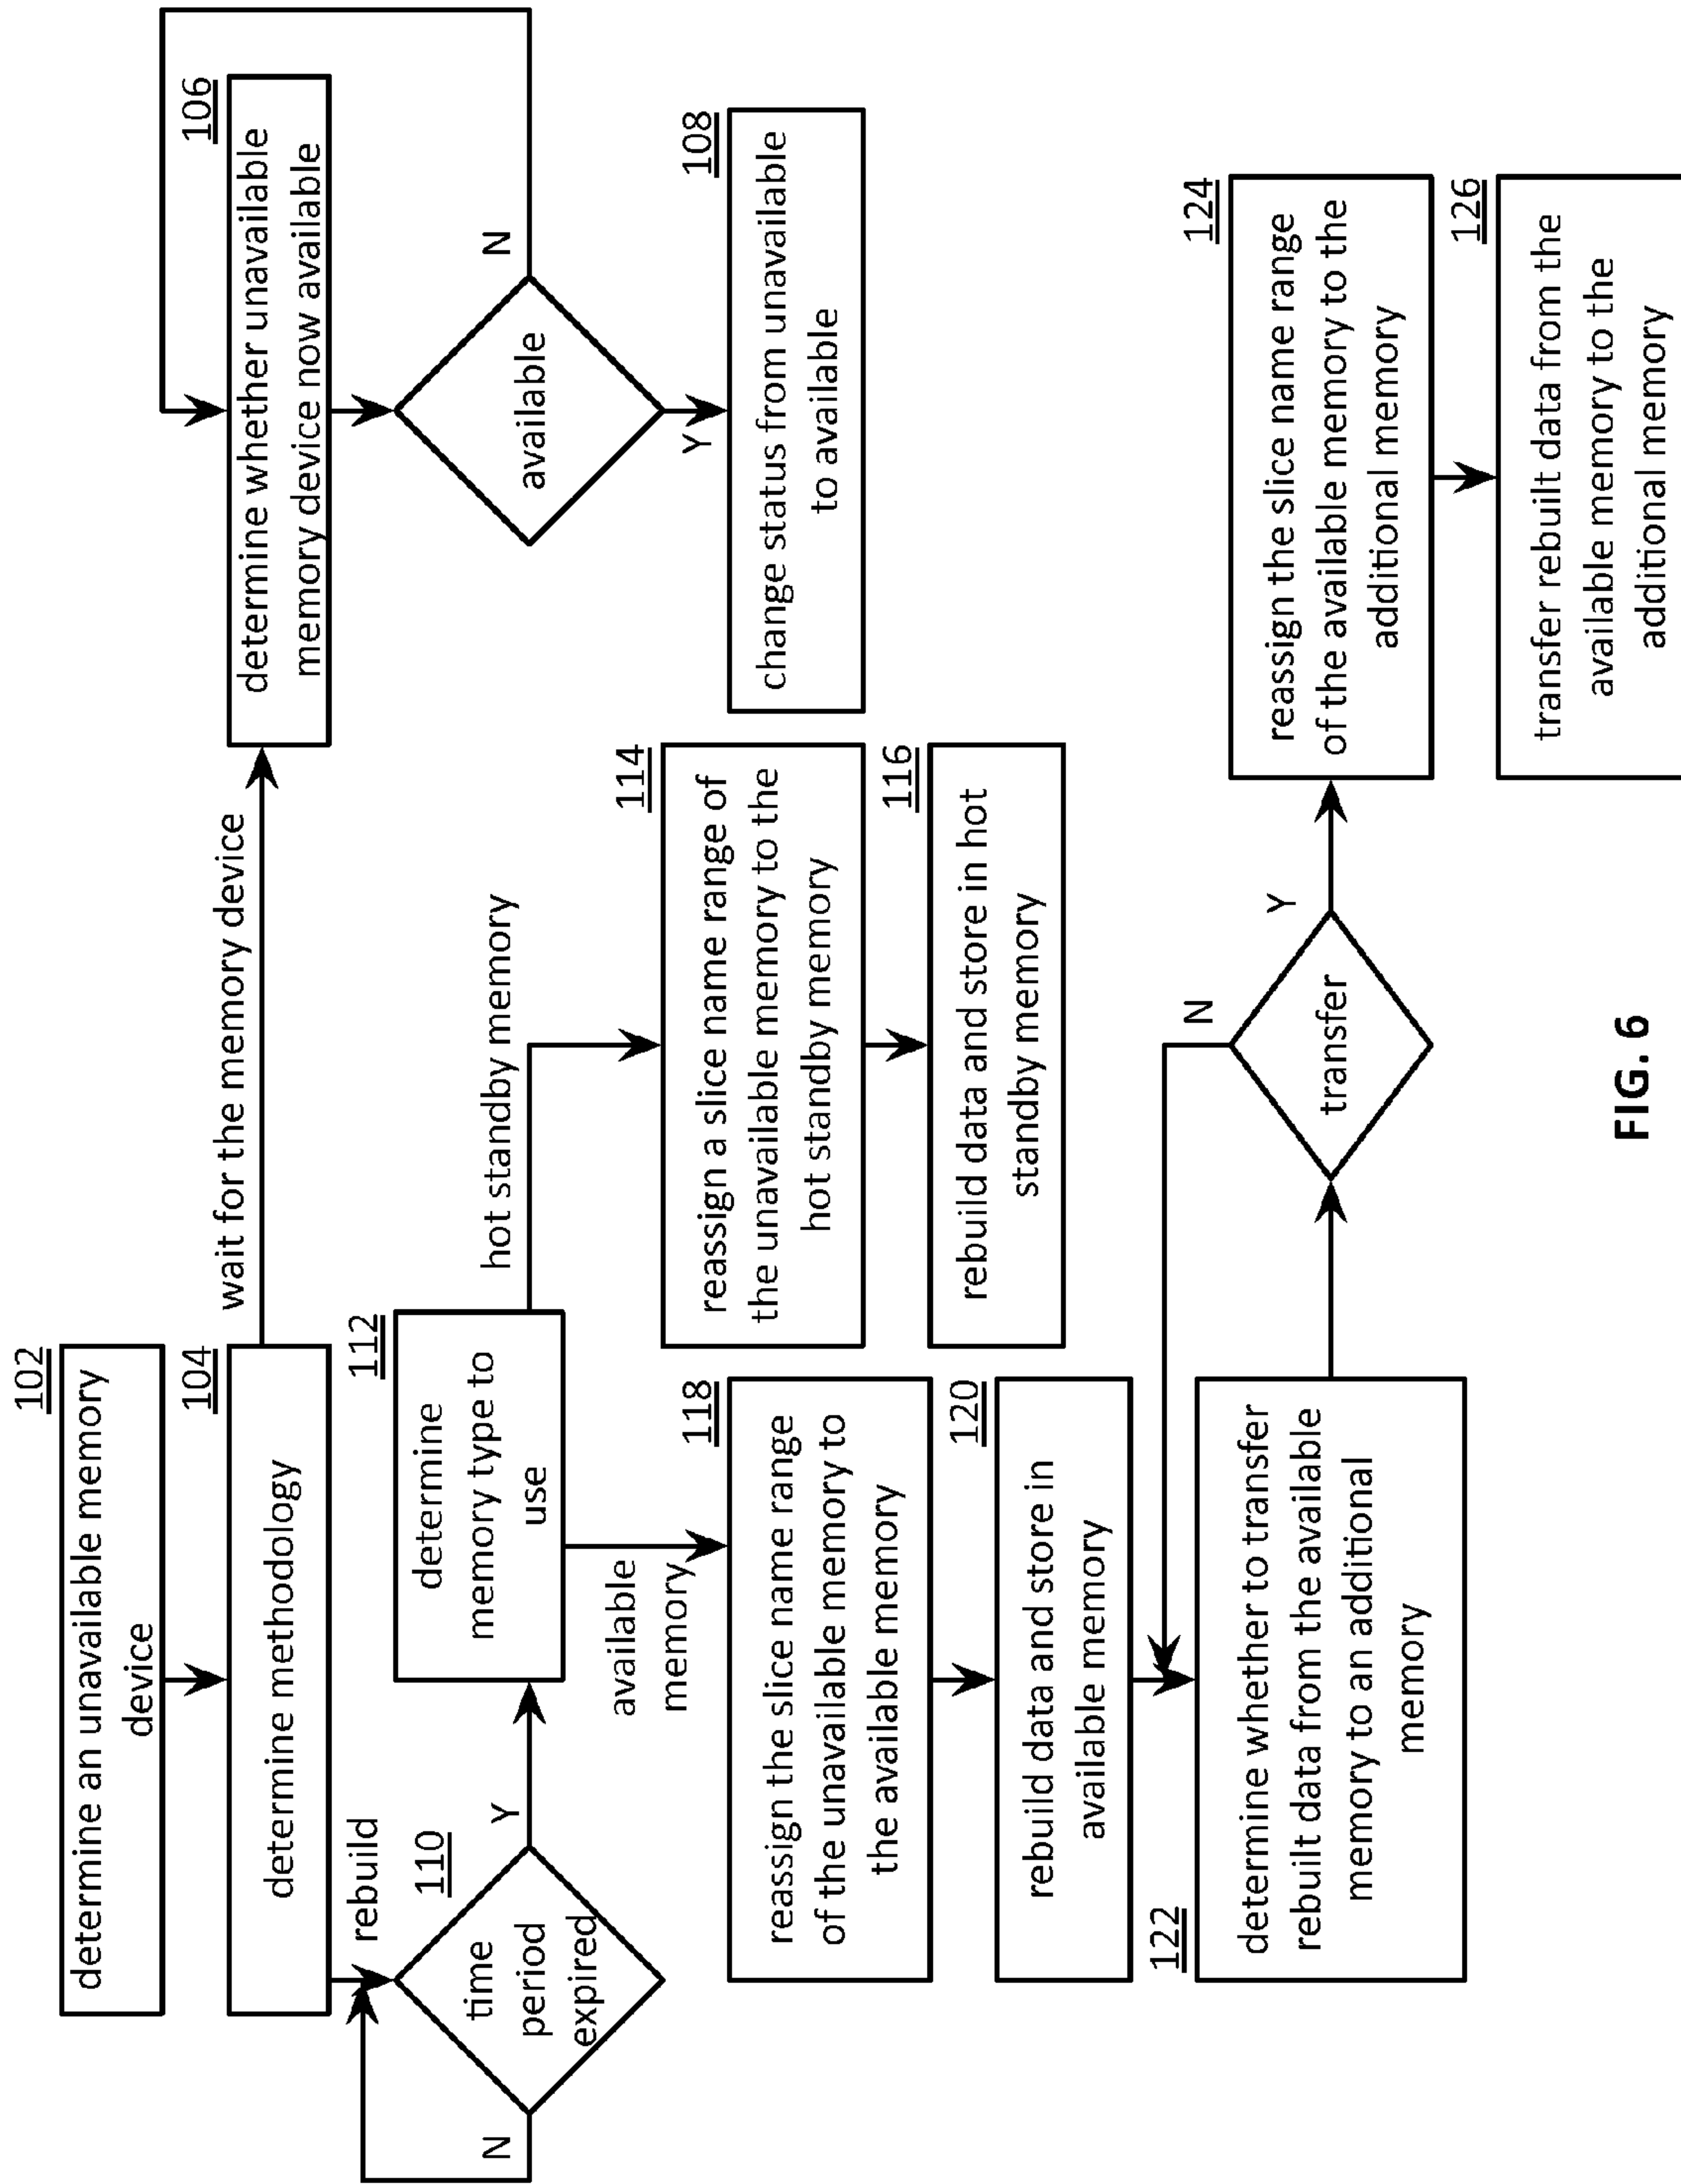 102
determine an unavailable memory
device
104
determine methodology
wait for the memory device
106
determine whether unavailable
memory device now available
available
N
Y
108
change status from unavailable
to available
rebuild
110
time
period
expired
N
Y
112
determine
memory type to
use
hot standby memory
114
reassign a slice name range of
the unavailable memory to the
hot standby memory
116
rebuild data and store in hot
standby memory
available
memory
118
reassign the slice name range
of the unavailable memory to
the available memory
120
rebuild data and store in
available memory
122
determine whether to transfer
rebuilt data from the available
memory to an additional
memory
transfer
N
Y
124
reassign the slice name range
of the available memory to the
additional memory
126
transfer rebuilt data from the
available memory to the
additional memory
FIG. 6